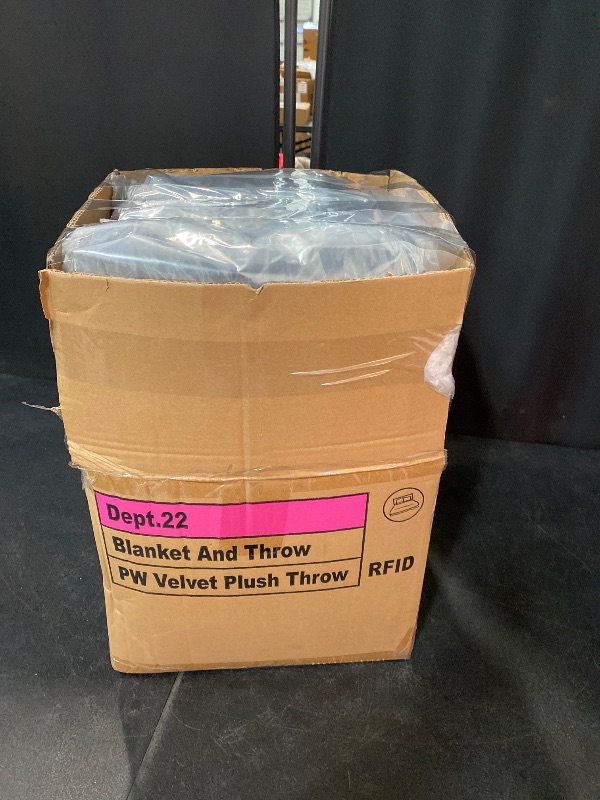 Dept.22
Blanket And Throw
PW Velvet Plush Throw
RFID